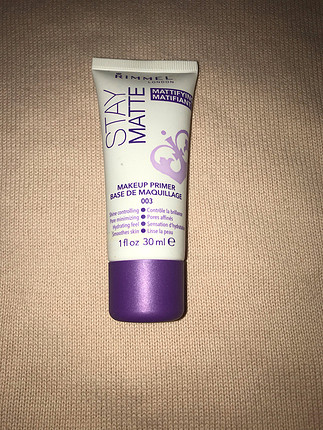 RIMMEL
LONDON
STAY
MATTE
MATTIFYING
MATIFIANT
MAKEUP PRIMER
BASE DE MAQUILLAGE
003
Shine controlling • Contrôle la brillance
Pore minimizing • Pores affinés
Hydrating feel • Sensation d'hydratation
Smoothes skin • Lisse la peau
1 fl oz 30 ml e